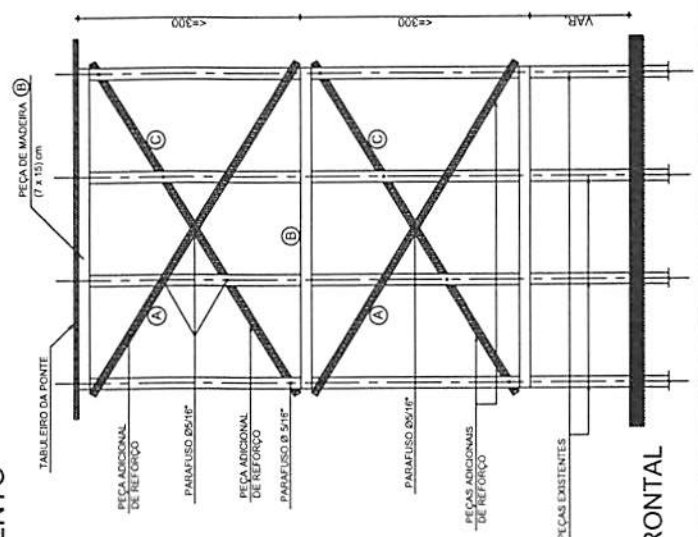 <=300
<=300
VAR.
PEÇA DE MADEIRA B
(7 x 15) cm
TABULEIRO DA PONTE
C
C
B
A
A
PEÇA ADICIONAL
DE REFORÇO
PARAFUSO Ø5/16"
PEÇA ADICIONAL
DE REFORÇO
PARAFUSO Ø 5/16"
PARAFUSO Ø5/16"
PEÇAS ADICIONAIS
DE REFORÇO
PEÇAS EXISTENTES
RONTAL
ENTO